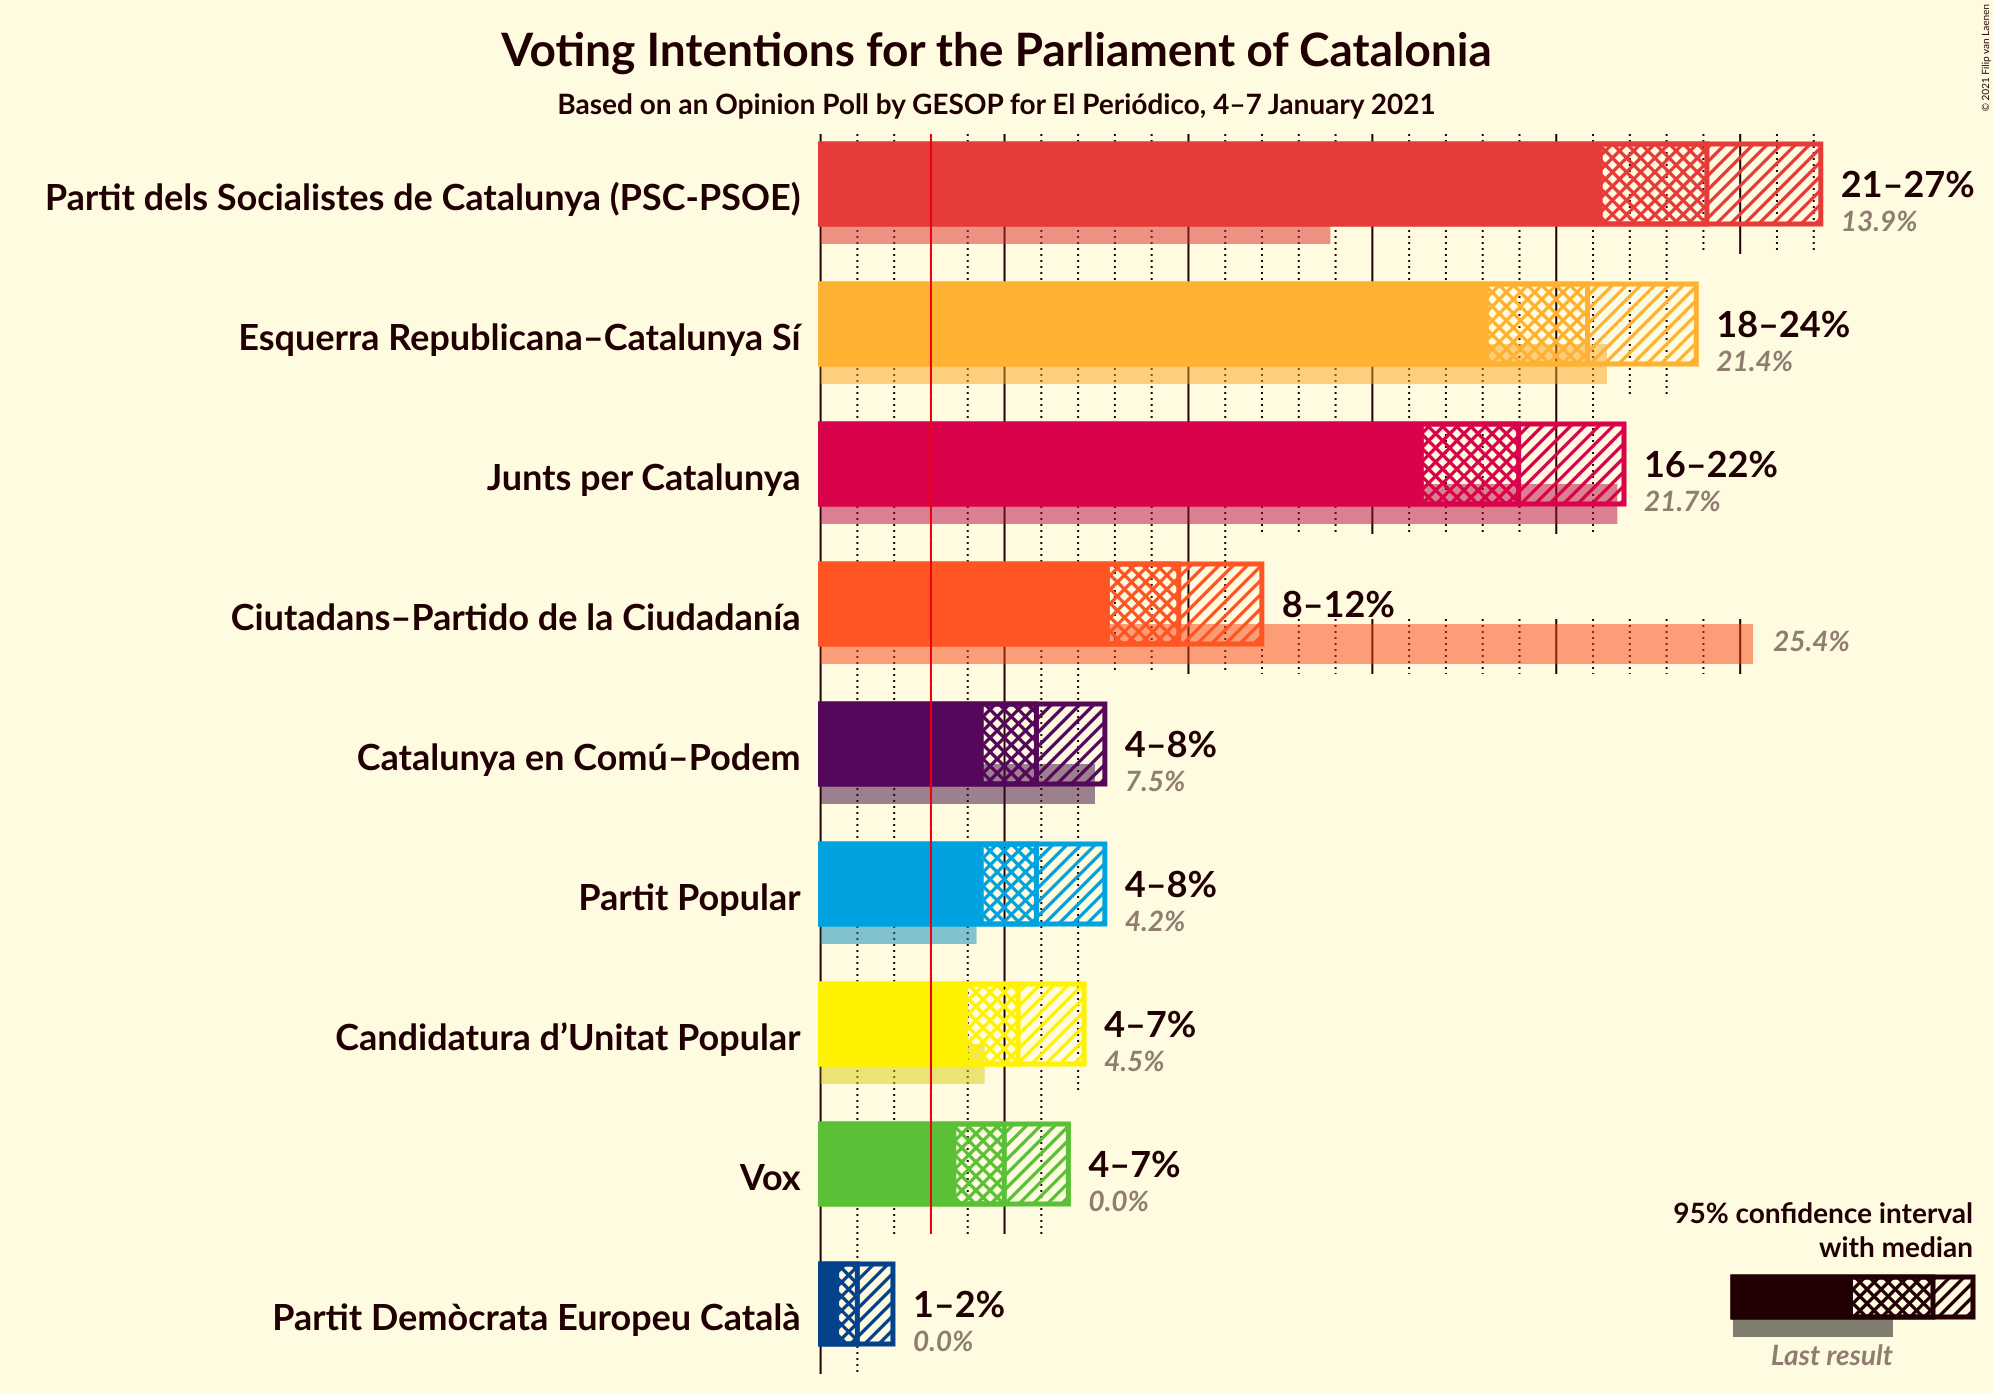 Voting Intentions for the Parliament of Catalonia
Based on an Opinion Poll by GESOP for El Periódico, 4–7 January 2021
© 2021 Filip van Laenen
Partit dels Socialistes de Catalunya (PSC-PSOE)
21–27%
13.9%
Esquerra Republicana–Catalunya Sí
18–24%
21.4%
Junts per Catalunya
16–22%
21.7%
Ciutadans–Partido de la Ciudadanía
8–12%
25.4%
Catalunya en Comú–Podem
4–8%
7.5%
Partit Popular
4–8%
4.2%
Candidatura d’Unitat Popular
4–7%
4.5%
Vox
4–7%
0.0%
Partit Demòcrata Europeu Català
1–2%
0.0%
95% confidence interval
with median
Last result